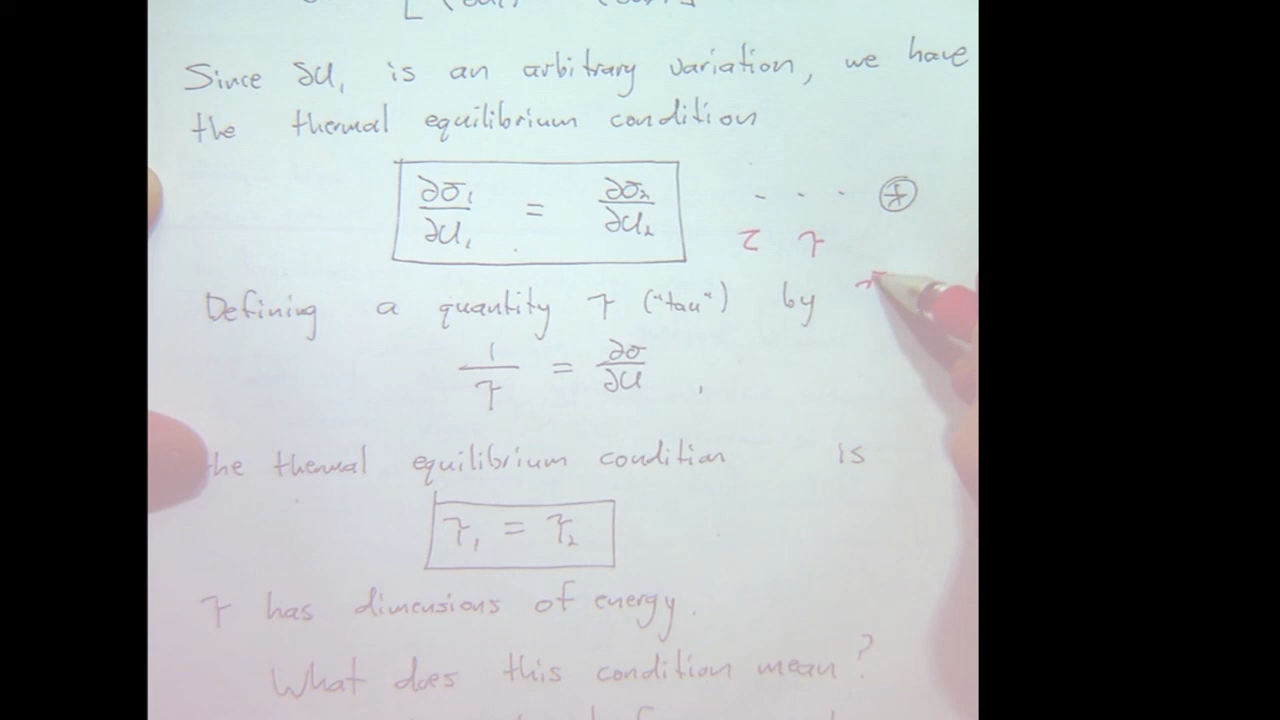 Since δU₁ is an arbitrary variation, we have
the thermal equilibrium condition
∂σ₁/∂U₁ = ∂σ₂/∂U₂ - - - ⊛
τ τ
Defining a quantity τ ("tau") by
1/τ = ∂σ/∂U ,
the thermal equilibrium condition is
τ₁ = τ₂
τ has dimensions of energy.
What does this condition mean?